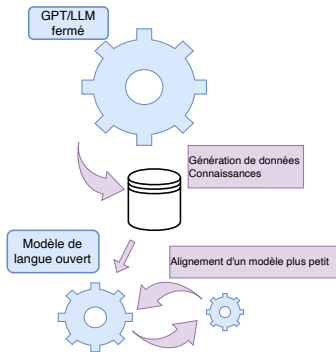 GPT/LLM
fermé
Génération de données
Connaissances
Modèle de
langue ouvert
Alignement d'un modèle plus petit